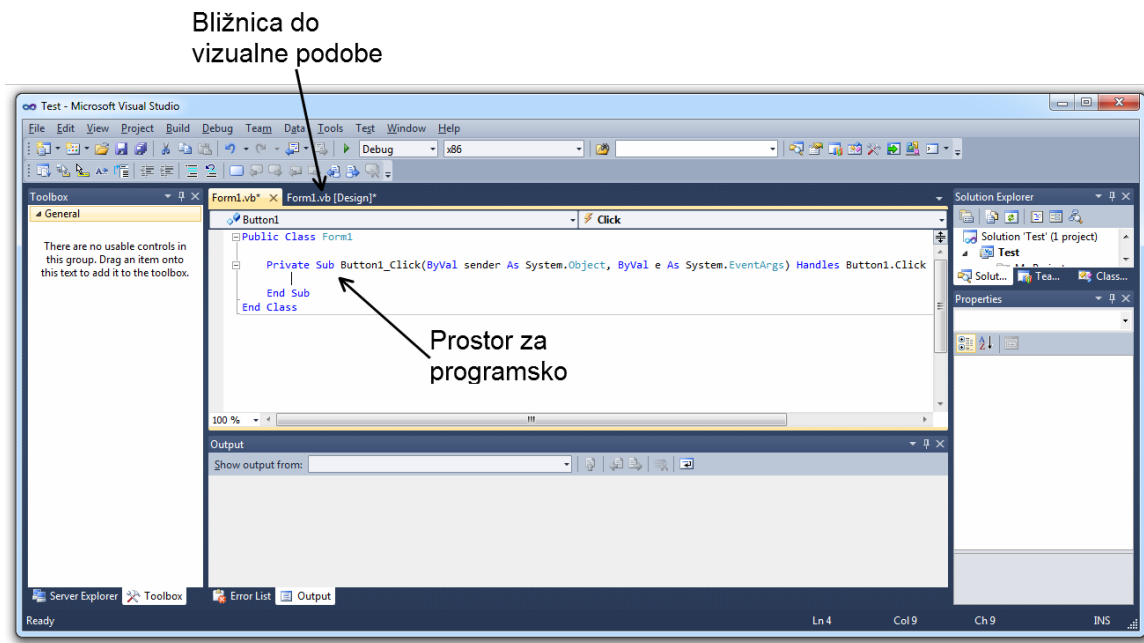 Bližnica do
vizualne podobe
Test - Microsoft Visual Studio
File Edit View Project Build Debug Team Data Tools Test Window Help
Debug x86
Toolbox
General
There are no usable controls in
this group. Drag an item onto
this text to add it to the toolbox.
Form1.vb* Form1.vb [Design]*
Button1 Click
Public Class Form1
Private Sub Button1_Click(ByVal sender As System.Object, ByVal e As System.EventArgs) Handles Button1.Click
End Sub
End Class
Prostor za
programsko
100 %
Output
Show output from:
Solution Explorer
Solution 'Test' (1 project)
Test
Solut... Tea... Class...
Properties
Server Explorer Toolbox Error List Output
Ready Ln 4 Col 9 Ch 9 INS